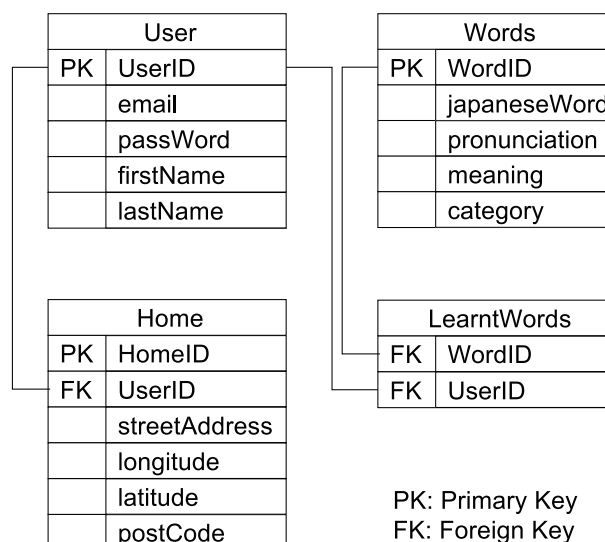 User
PK UserID
email
passWord
firstName
lastName
Words
PK WordID
japaneseWord
pronunciation
meaning
category
Home
PK HomeID
FK UserID
streetAddress
longitude
latitude
postCode
LearntWords
FK WordID
FK UserID
PK: Primary Key
FK: Foreign Key